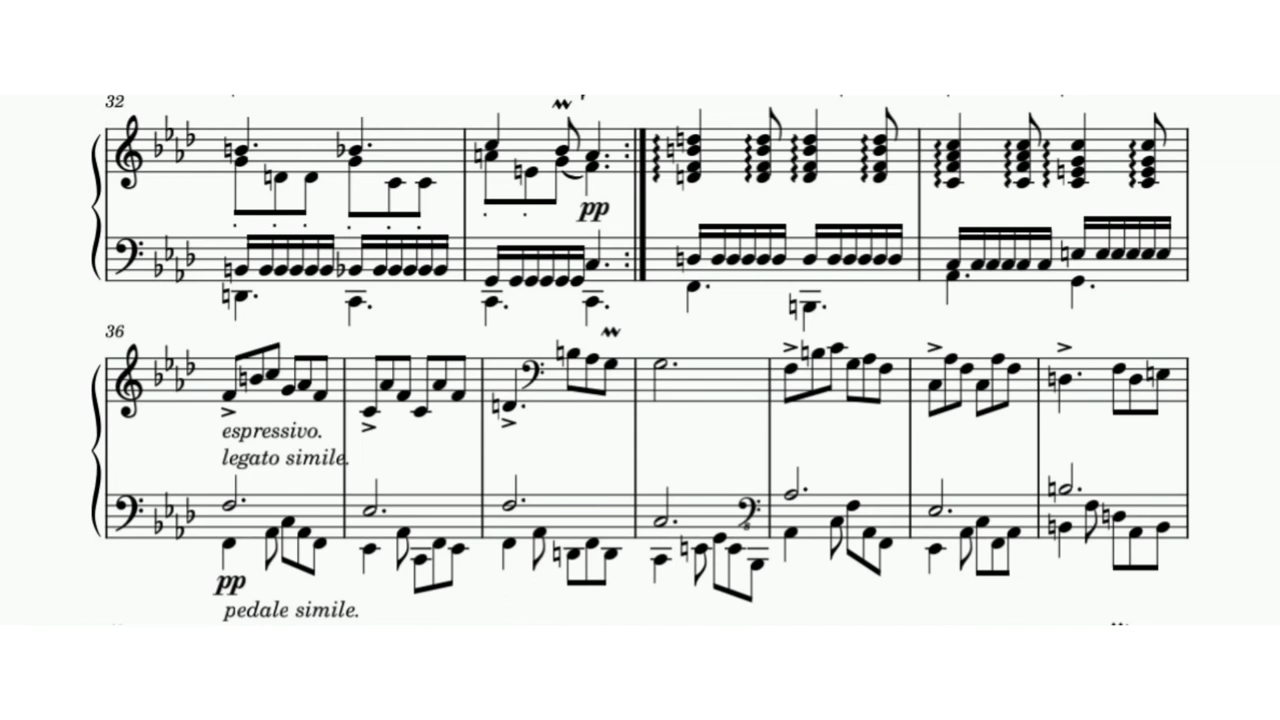 32
pp
36
espressivo.
legato simile.
pp
pedale simile.